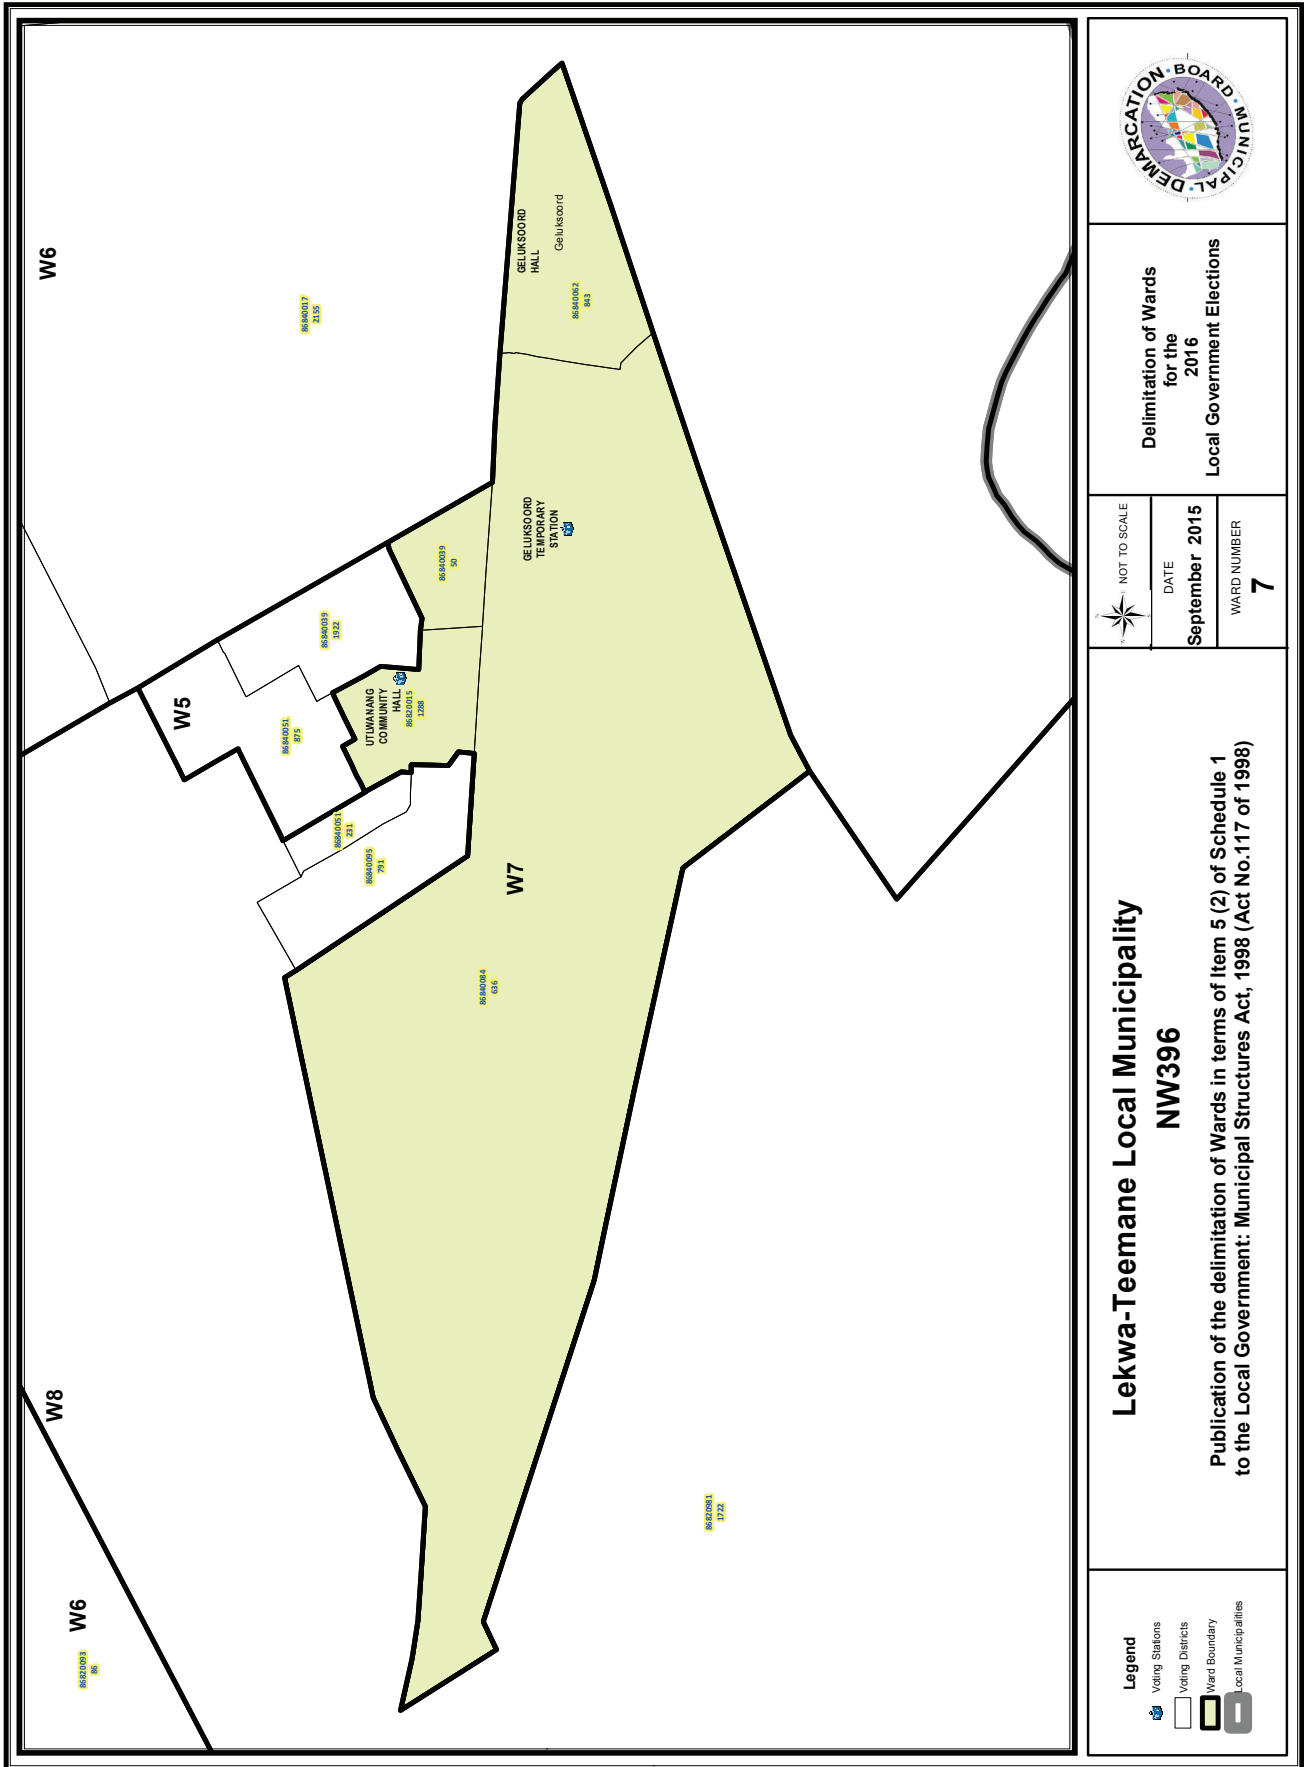 W6
86840017
2155
GELUKSOORD
HALL
Geluksoord
86840062
843
GELUKSOORD
TEMPORARY
STATION
86840039
50
86840039
1922
W5
86840051
875
UTLWANANG
COMMUNITY
HALL
86820015
1288
86840051
231
86840095
791
W7
86840084
636
W8
W6
86820093
86
86820981
1722
Legend
Voting Stations
Voting Districts
Ward Boundary
Local Municipalities
Lekwa-Teemane Local Municipality
NW396
Publication of the delimitation of Wards in terms of Item 5 (2) of Schedule 1
to the Local Government: Municipal Structures Act, 1998 (Act No.117 of 1998)
NOT TO SCALE
DATE
September 2015
WARD NUMBER
7
Delimitation of Wards
for the
2016
Local Government Elections
MUNICIPAL · DEMARCATION · BOARD